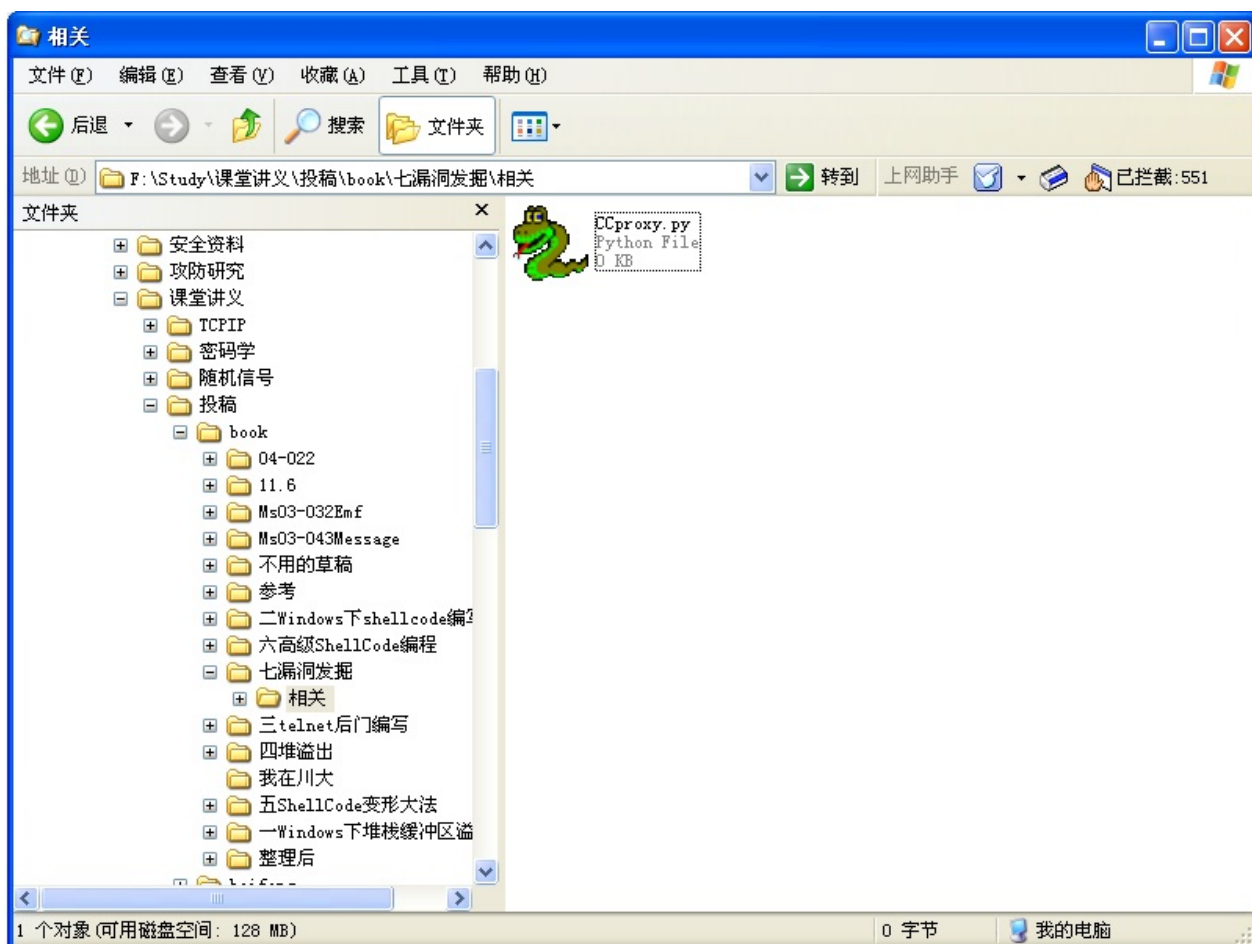 相关
文件(F) 编辑(E) 查看(V) 收藏(A) 工具(T) 帮助(H)
后退 搜索 文件夹
地址(D) F:\Study\课堂讲义\投稿\book\七漏洞发掘\相关 转到 上网助手 已拦截:551
文件夹
安全资料
攻防研究
课堂讲义
TCPIP
密码学
随机信号
投稿
book
04-022
11.6
Ms03-032Emf
Ms03-043Message
不用的草稿
参考
二Windows下shellcode编
六高级ShellCode编程
七漏洞发掘
相关
三telnet后门编写
四堆溢出
我在川大
五ShellCode变形大法
一Windows下堆栈缓冲区溢
整理后
CCproxy.py
Python File
0 KB
1 个对象(可用磁盘空间: 128 MB) 0 字节 我的电脑